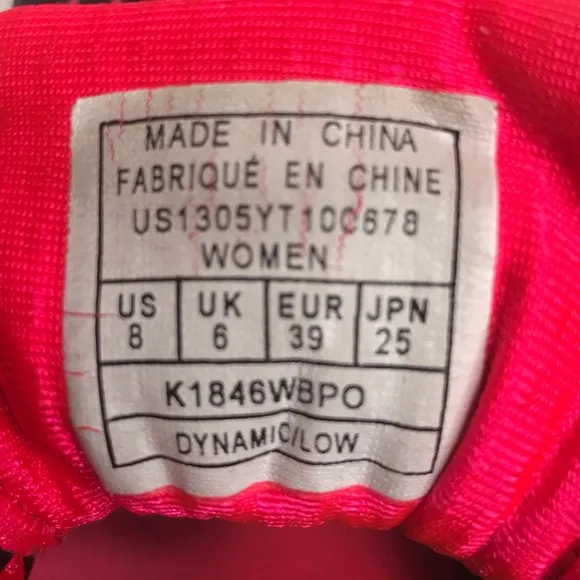 MADE IN CHINA
FABRIQUÉ EN CHINE
US1305YT10C678
WOMEN
US UK EUR JPN
8 6 39 25
K1846WBPO
DYNAMIC/LOW